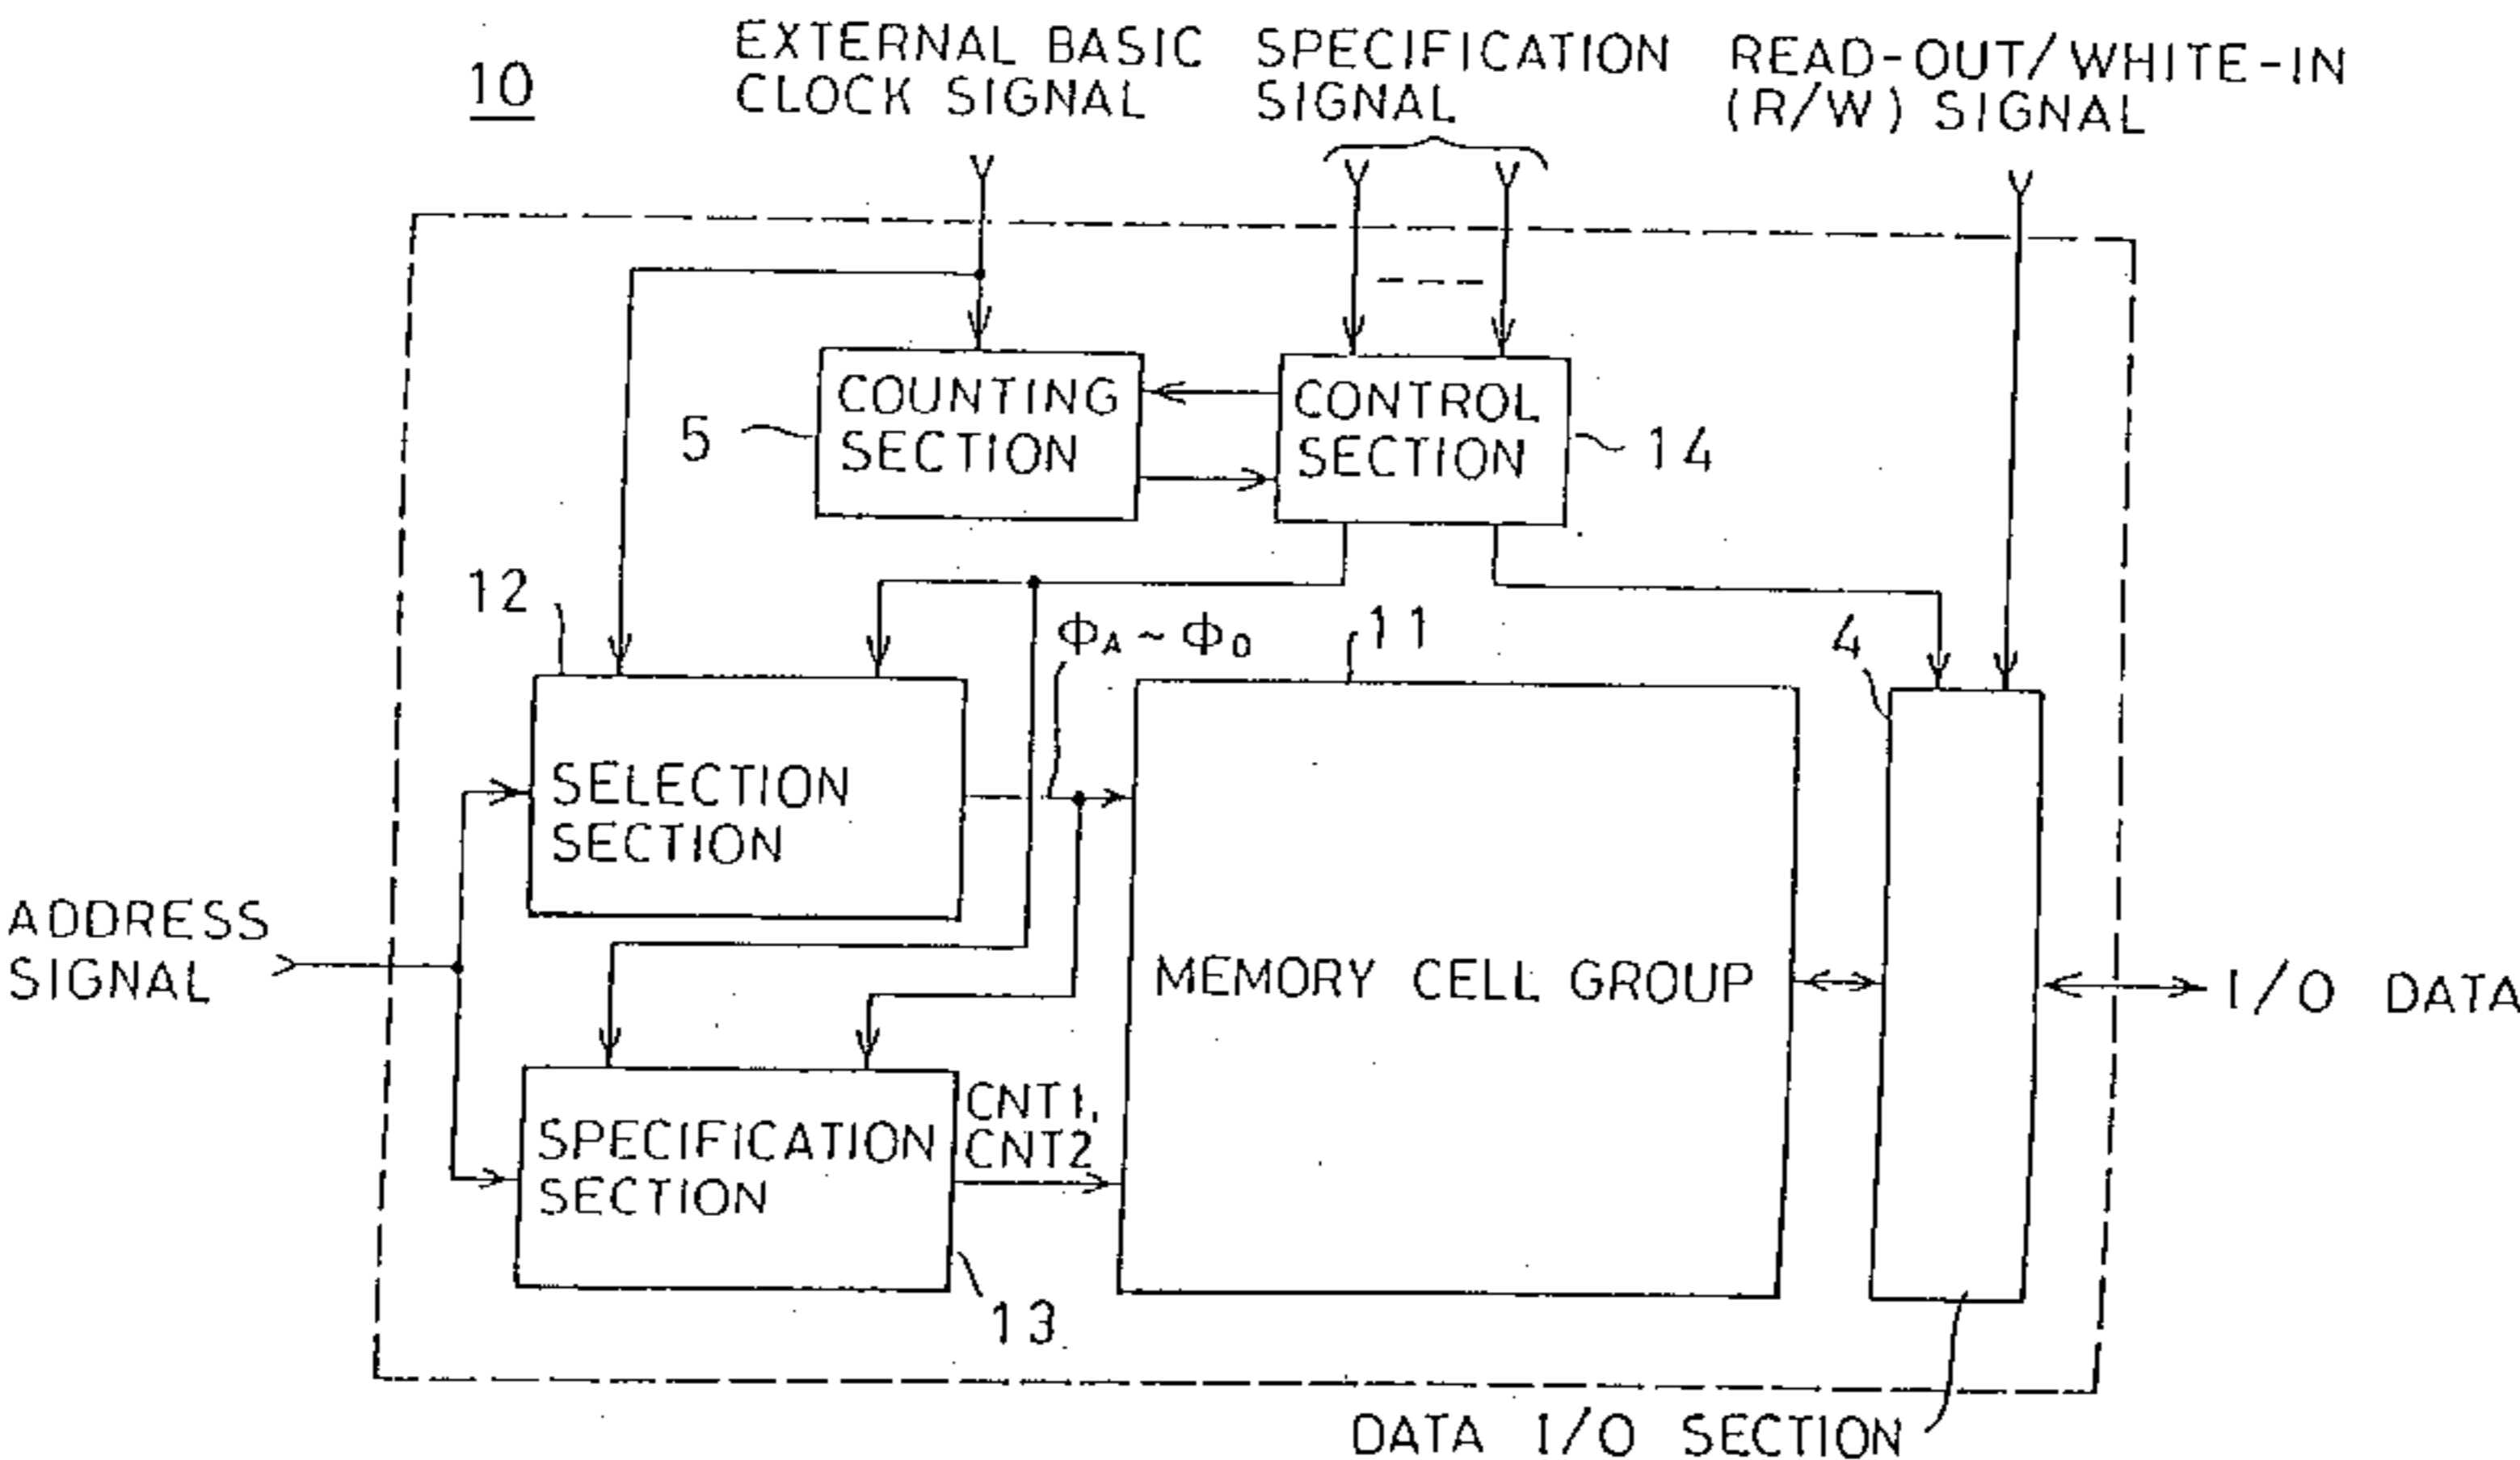 10
EXTERNAL BASIC
CLOCK SIGNAL
SPECIFICATION
SIGNAL
READ-OUT/WHITE-IN
(R/W) SIGNAL
COUNTING
SECTION
5
CONTROL
SECTION
14
12
ΦA ~ ΦD
11
4
SELECTION
SECTION
ADDRESS
SIGNAL
MEMORY CELL GROUP
I/O DATA
SPECIFICATION
SECTION
CNT1,
CNT2
13
DATA I/O SECTION